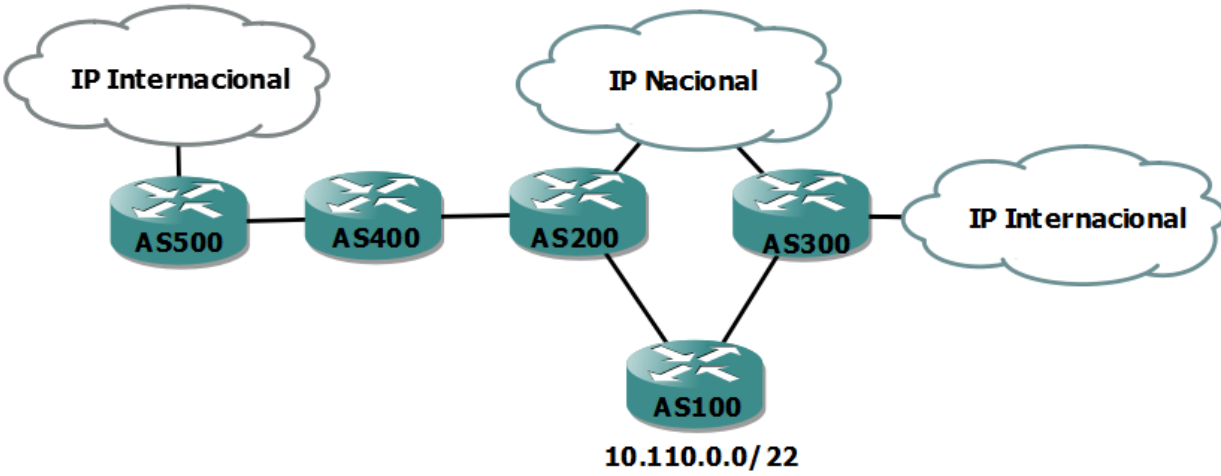 IP Internacional
IP Nacional
IP Internacional
AS500
AS400
AS200
AS300
AS100
10.110.0.0/22